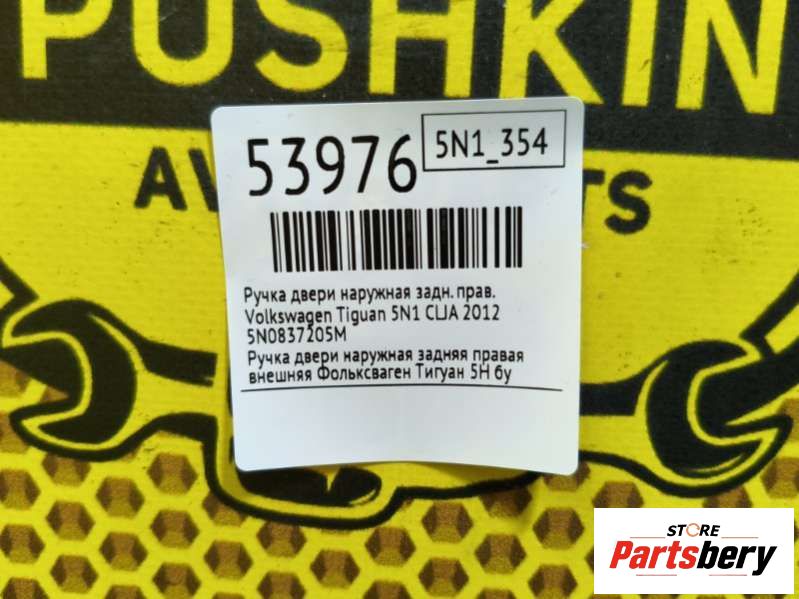 PUSHKIN
53976
5N1_354
Ручка двери наружная задн. прав.
Volkswagen Tiguan 5N1 CLJA 2012
5N0837205M
Ручка двери наружная задняя правая
внешняя Фольксваген Тигуан 5Н бу
STORE
Partsbery